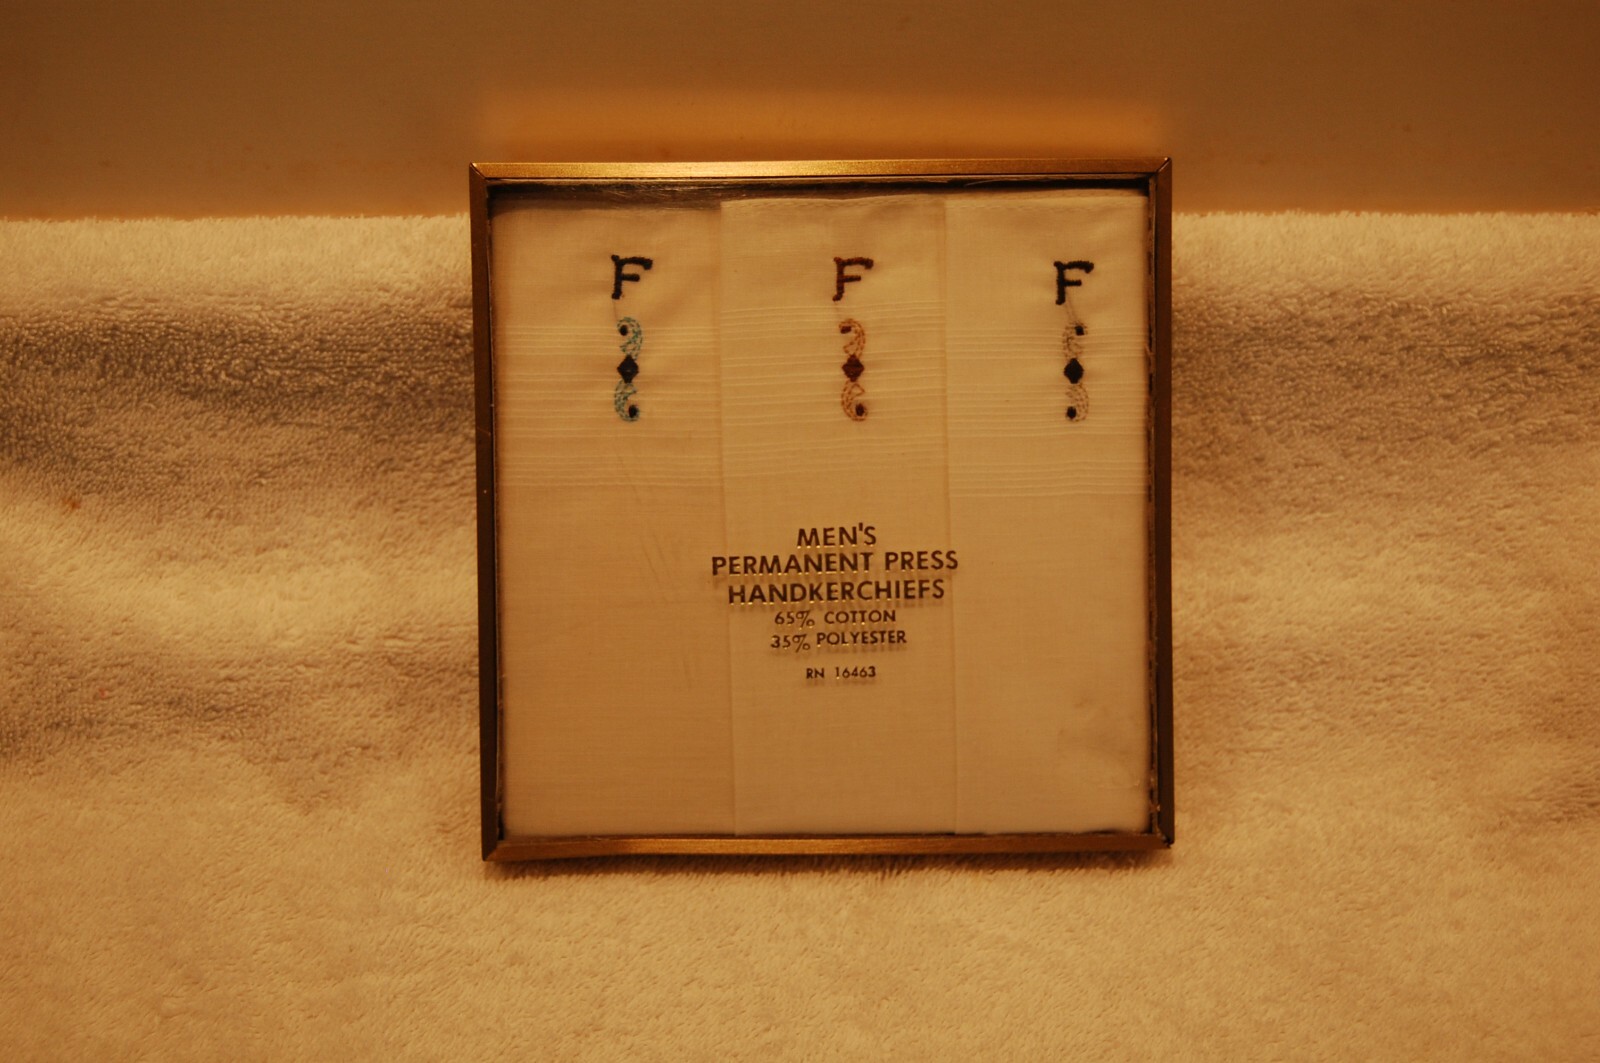 F F F
MEN'S
PERMANENT PRESS
HANDKERCHIEFS
65% COTTON
35% POLYESTER
RN 16463